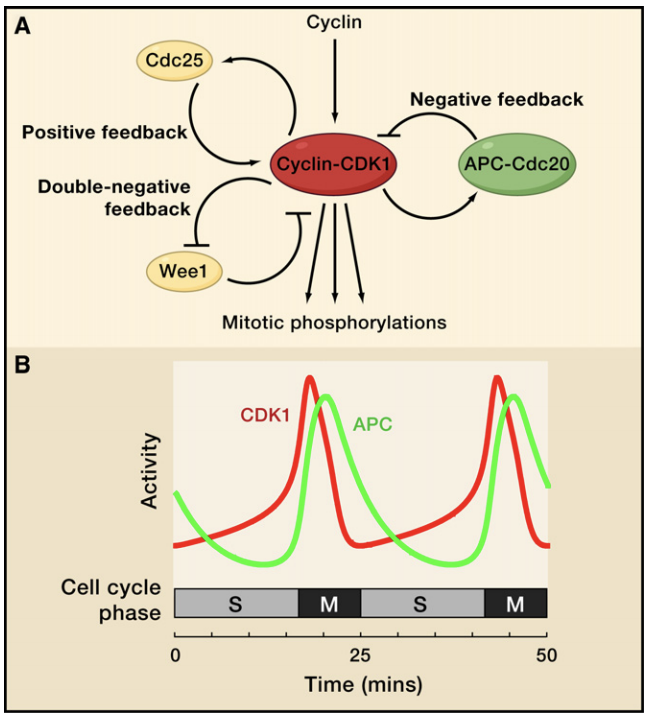 A
Cyclin
Cdc25
Negative feedback
Positive feedback
Cyclin-CDK1
APC-Cdc20
Double-negative
feedback
Wee1
Mitotic phosphorylations
B
CDK1
APC
Activity
Cell cycle
phase
S
M
S
M
0
25
50
Time (mins)